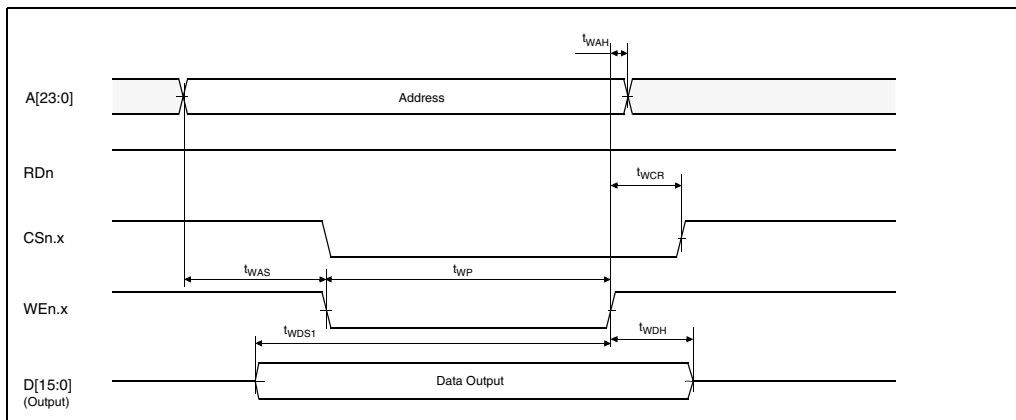 tWAH
A[23:0]
Address
RDn
tWCR
CSn.x
tWAS
tWP
WEn.x
tWDS1
tWDH
D[15:0]
(Output)
Data Output